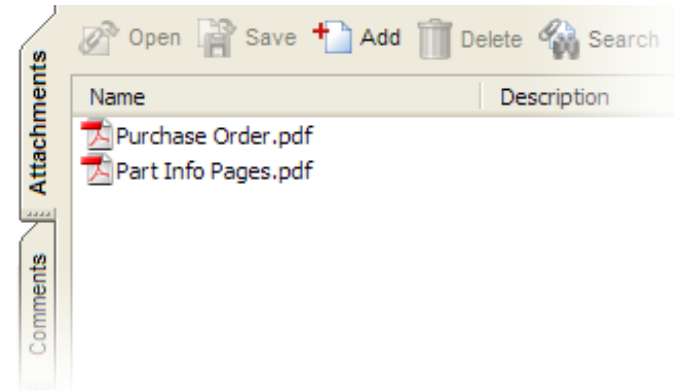 Open Save Add Delete Search
Name Description
Purchase Order.pdf
Part Info Pages.pdf
Attachments
Comments